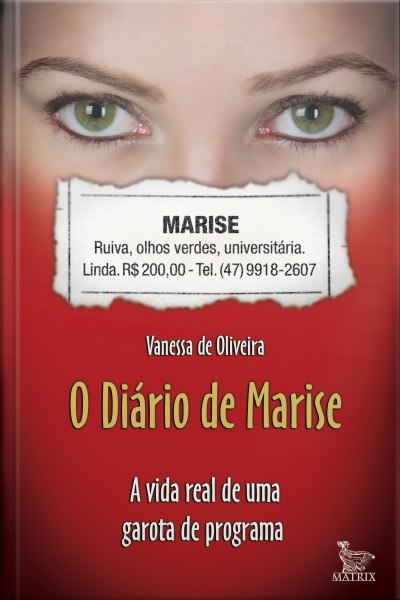 MARISE
Ruiva, olhos verdes, universitária.
Linda. R$ 200,00 - Tel. (47) 9918-2607
Vanessa de Oliveira
O Diário de Marise
A vida real de uma
garota de programa
MATRIX